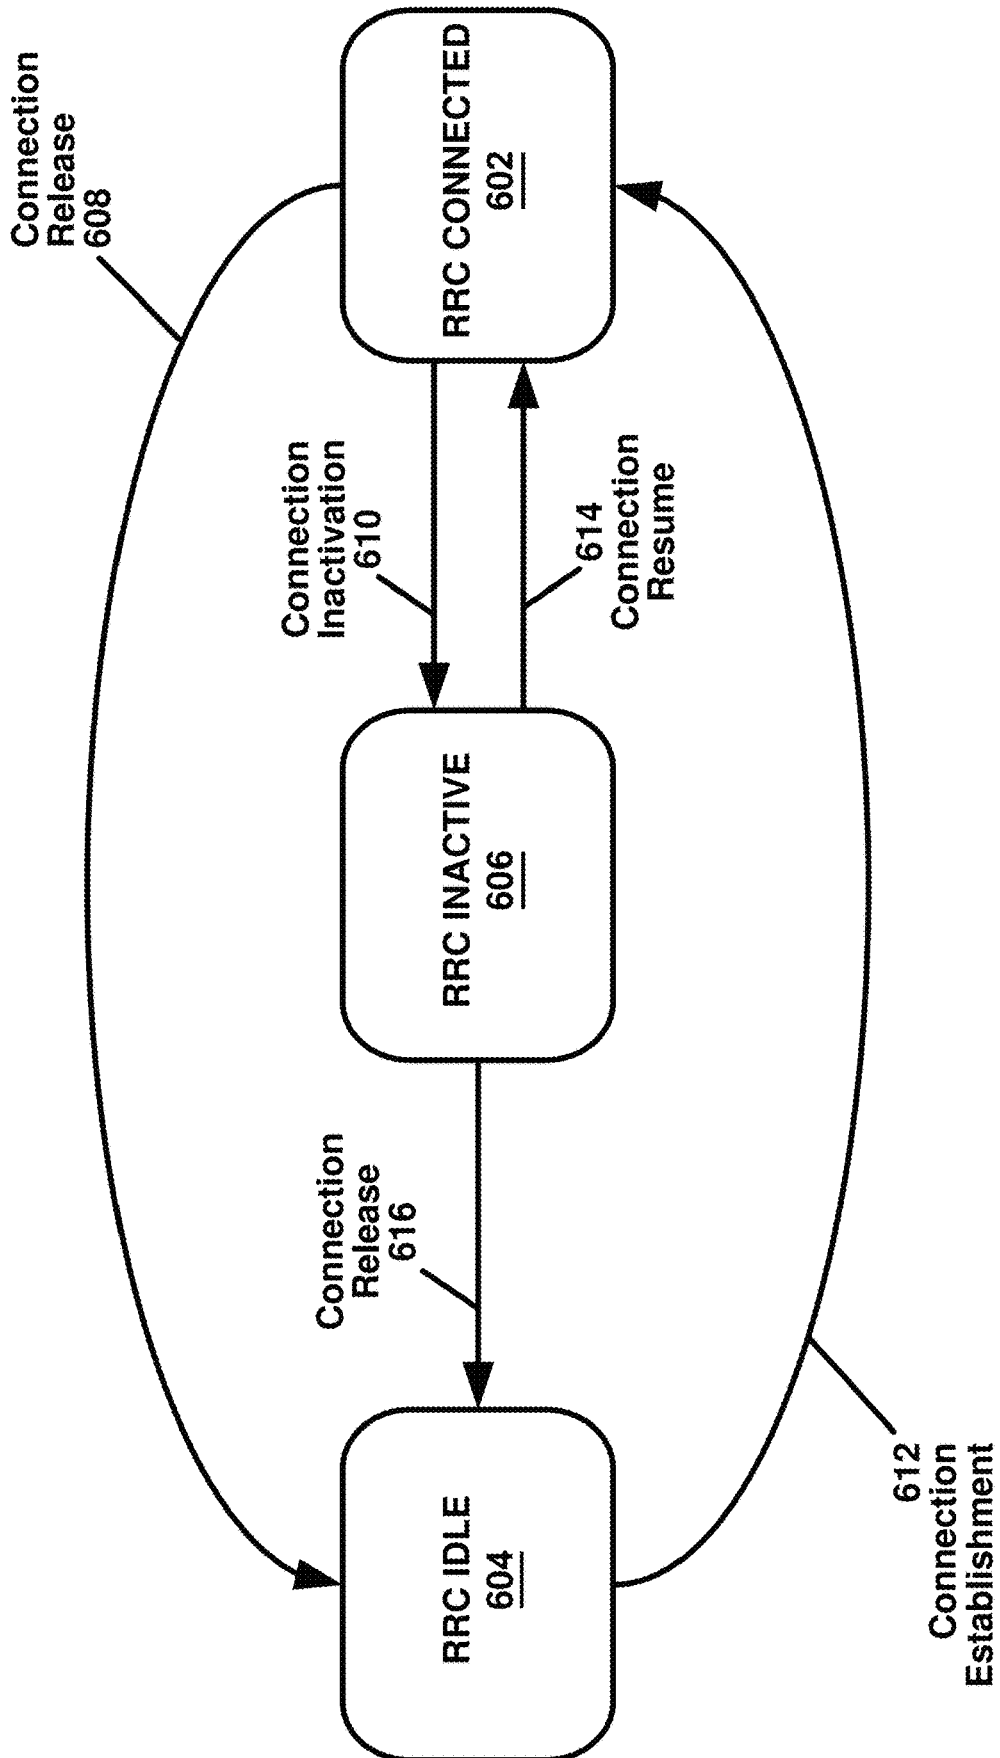 Connection
Release
608
RRC IDLE
604
Connection
Release
616
RRC INACTIVE
606
Connection
Inactivation
610
614
Connection
Resume
RRC CONNECTED
602
612
Connection
Establishment